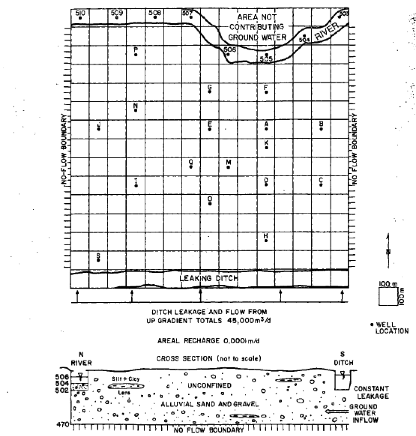 510 509 508 507
AREA NOT
CONTRIBUTING
GROUND WATER
RIVER
506 505 504
P
G F
N
E A B
K
O M
D C
H
NO-FLOW BOUNDARY
NO FLOW BOUNDARY
LEAKING DITCH
100 m
100 m
• WELL
LOCATION
DITCH LEAKAGE AND FLOW FROM
UP GRADIENT TOTALS 45,000 m³/d
AREAL RECHARGE 0.0001m/d
CROSS SECTION (not to scale)
N
RIVER
S
DITCH
506
504
502
Silt + Clay
Lens
UNCONFINED
CONSTANT
LEAKAGE
ALLUVIAL SAND AND GRAVEL
GROUND
WATER
INFLOW
470
NO FLOW BOUNDARY